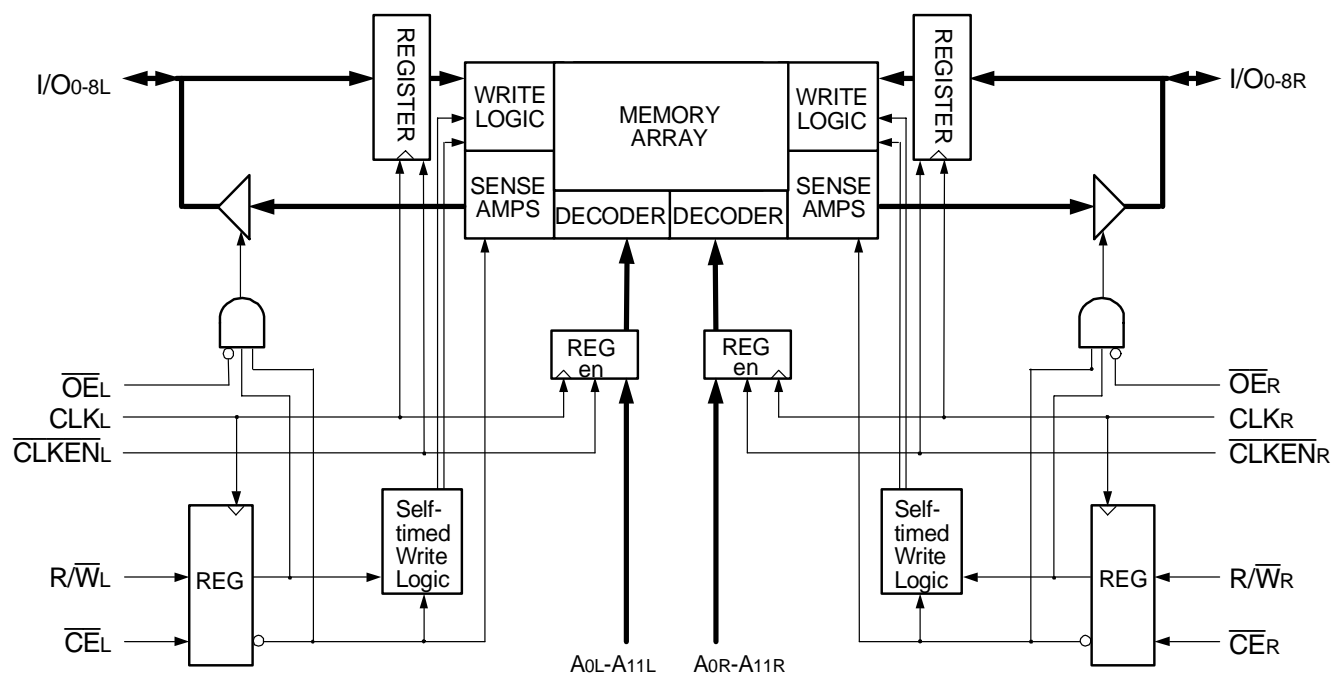 REGISTER
REGISTER
I/O0-8L
I/O0-8R
WRITE
LOGIC
MEMORY
ARRAY
WRITE
LOGIC
SENSE
AMPS
SENSE
AMPS
DECODER
DECODER
REG
en
REG
en
OEL
OER
CLKL
CLKR
CLKENL
CLKENR
Self-
timed
Write
Logic
Self-
timed
Write
Logic
R/WL
REG
REG
R/WR
CEL
CER
A0L-A11L
A0R-A11R